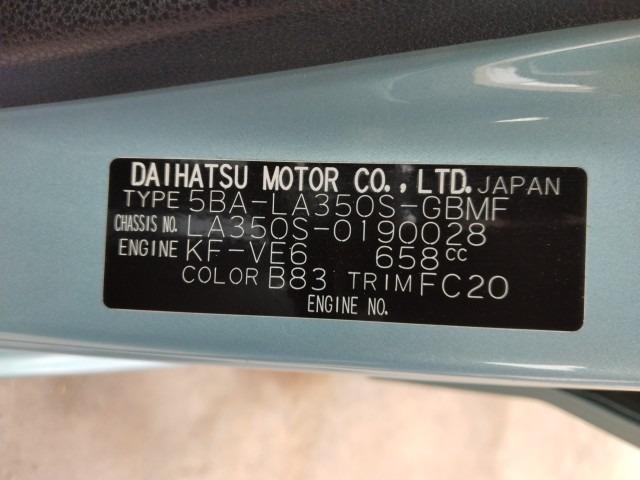 DAIHATSU MOTOR CO., LTD. JAPAN
TYPE 5BA-LA350S-GBMF
CHASSIS NO. LA350S-0190028
ENGINE KF-VE6 658cc
COLOR B83 TRIM FC20
ENGINE NO.